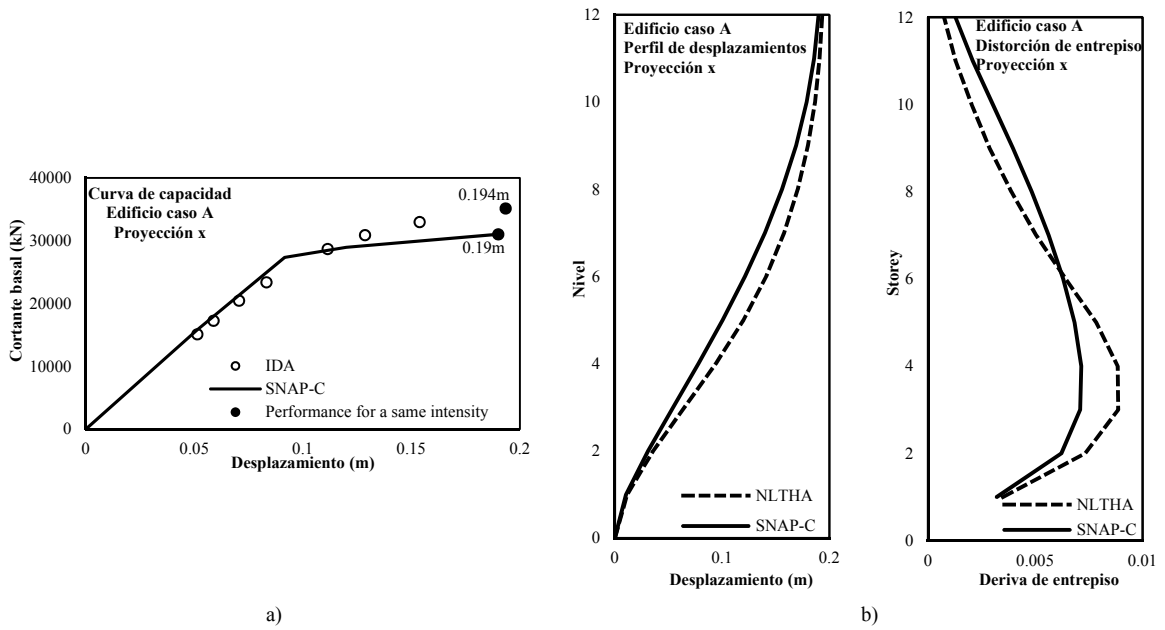 Curva de capacidad
Edificio caso A
Proyección x
40000
30000
20000
10000
0
Cortante basal (kN)
0.194m
0.19m
IDA
SNAP-C
Performance for a same intensity
0
0.05
0.1
0.15
0.2
Desplazamiento (m)
a)
Edificio caso A
Perfil de desplazamientos
Proyección x
12
10
8
6
4
2
0
Nivel
NLTHA
SNAP-C
0
0.1
0.2
Desplazamiento (m)
Edificio caso A
Distorción de entrepiso
Proyección x
12
10
8
6
4
2
0
Storey
NLTHA
SNAP-C
0
0.005
0.01
Deriva de entrepiso
b)